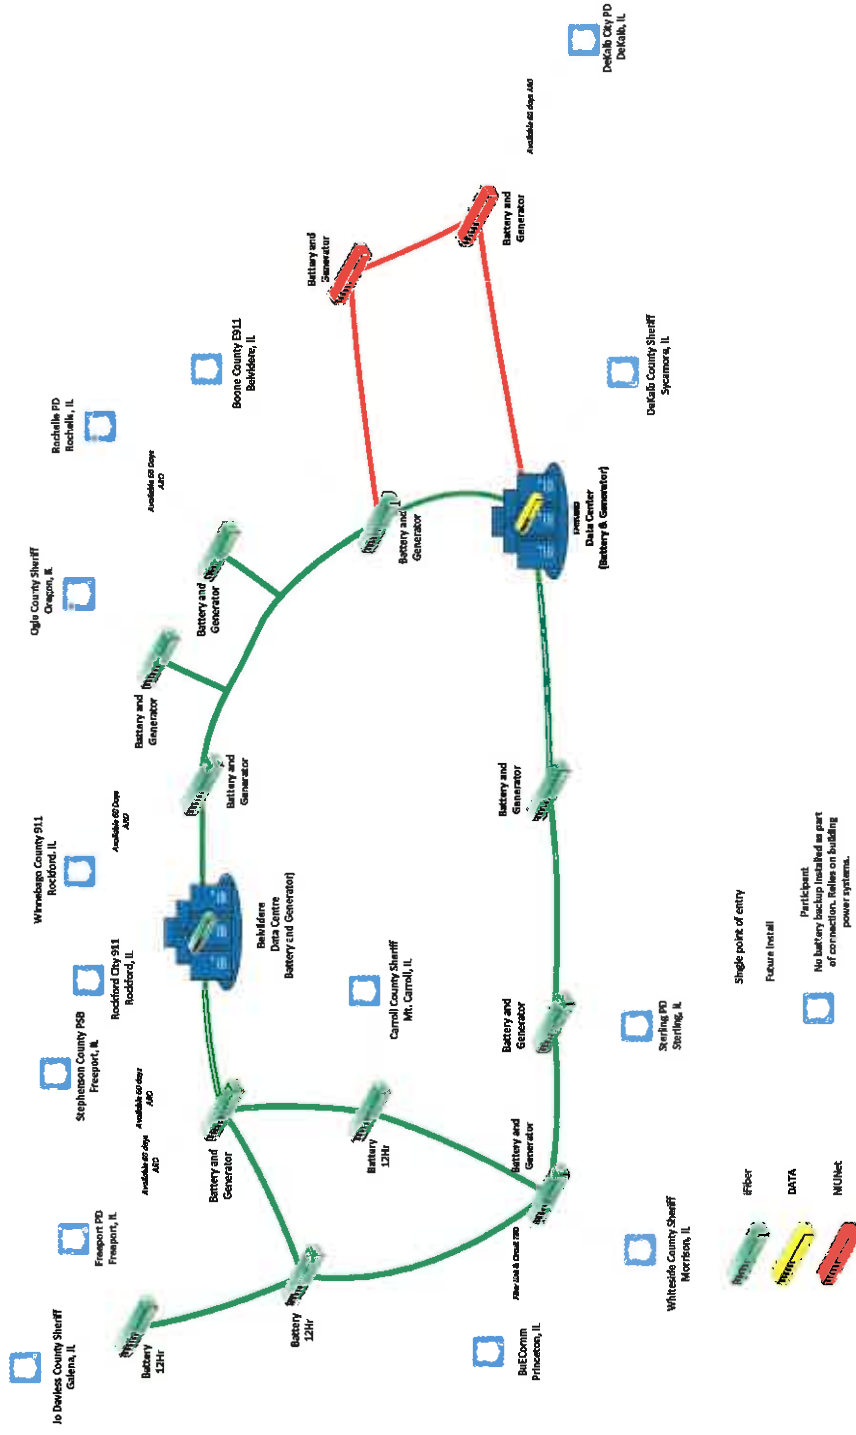 Jo Daviess County Sheriff
Galena, IL
Freeport PD
Freeport, IL
Stephenson County PSB
Freeport, IL
Rockford City 911
Rockford, IL
Winnebago County 911
Rockford, IL
Ogle County Sheriff
Oregon, IL
Rochelle PD
Rochelle, IL
Boone County E911
Belvidere, IL
DeKalb City PD
DeKalb, IL
Available 60 days
ARO
Available 60 days
ARO
Available 60 Days
ARO
Available 60 Days
ARO
Available 60 days ARO
Battery
12Hr
Battery
12Hr
Battery and
Generator
Battery
12Hr
Belvidere
Data Centre
Battery and Generator)
Battery and
Generator
Battery and
Generator
Battery and
Generator
Battery and
Generator
Battery and
Generator
Battery and
Generator
Carroll County Sheriff
Mt. Carroll, IL
Battery and
Generator
Battery and
Generator
Battery and
Generator
Data Center
(Battery & Generator)
BuEComm
Princeton, IL
Whiteside County Sheriff
Morrison, IL
Sterling PD
Sterling, IL
DeKalb County Sheriff
Sycamore, IL
iFiber
DATA
NIUNet
Single point of entry
Future Install
Participant
No battery backup installed as part
of connection. Relies on building
power systems.